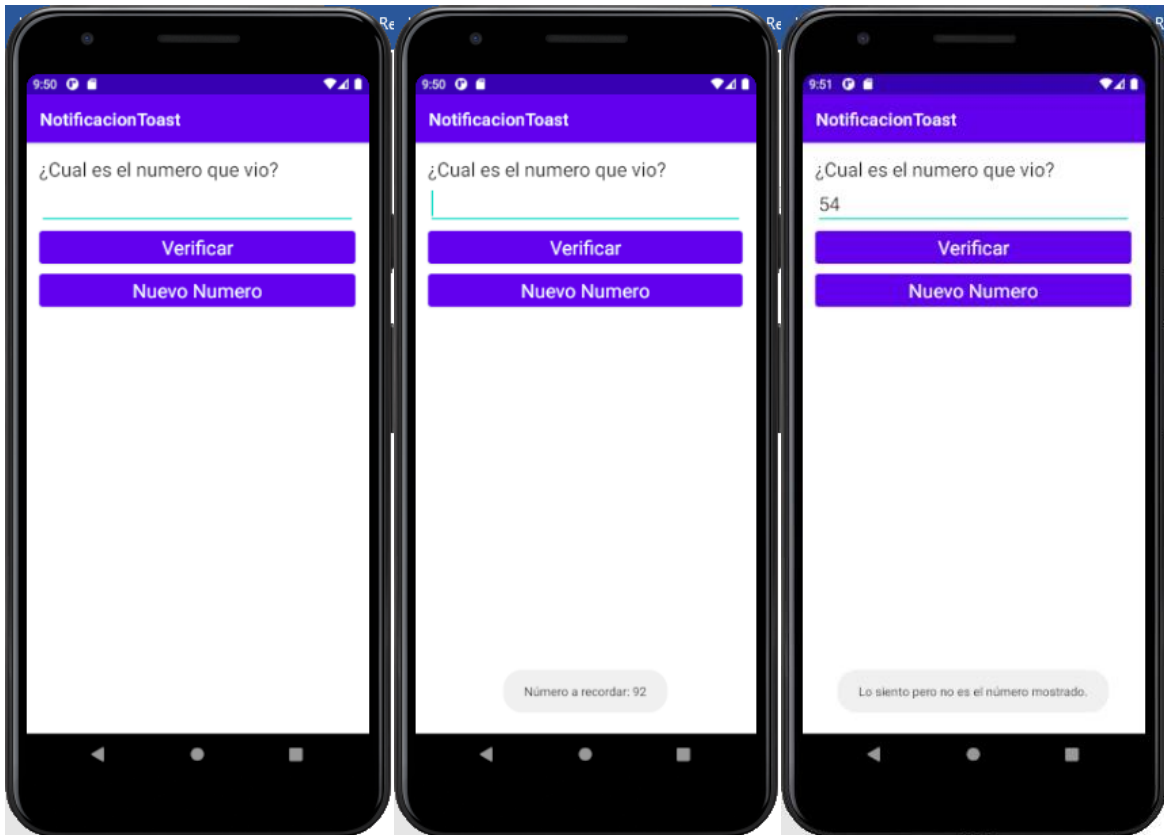 Re
Re
R
9:50
NotificacionToast
¿Cual es el numero que vio?
Verificar
Nuevo Numero
9:50
NotificacionToast
¿Cual es el numero que vio?
Verificar
Nuevo Numero
Número a recordar: 92
9:51
NotificacionToast
¿Cual es el numero que vio?
54
Verificar
Nuevo Numero
Lo siento pero no es el número mostrado.